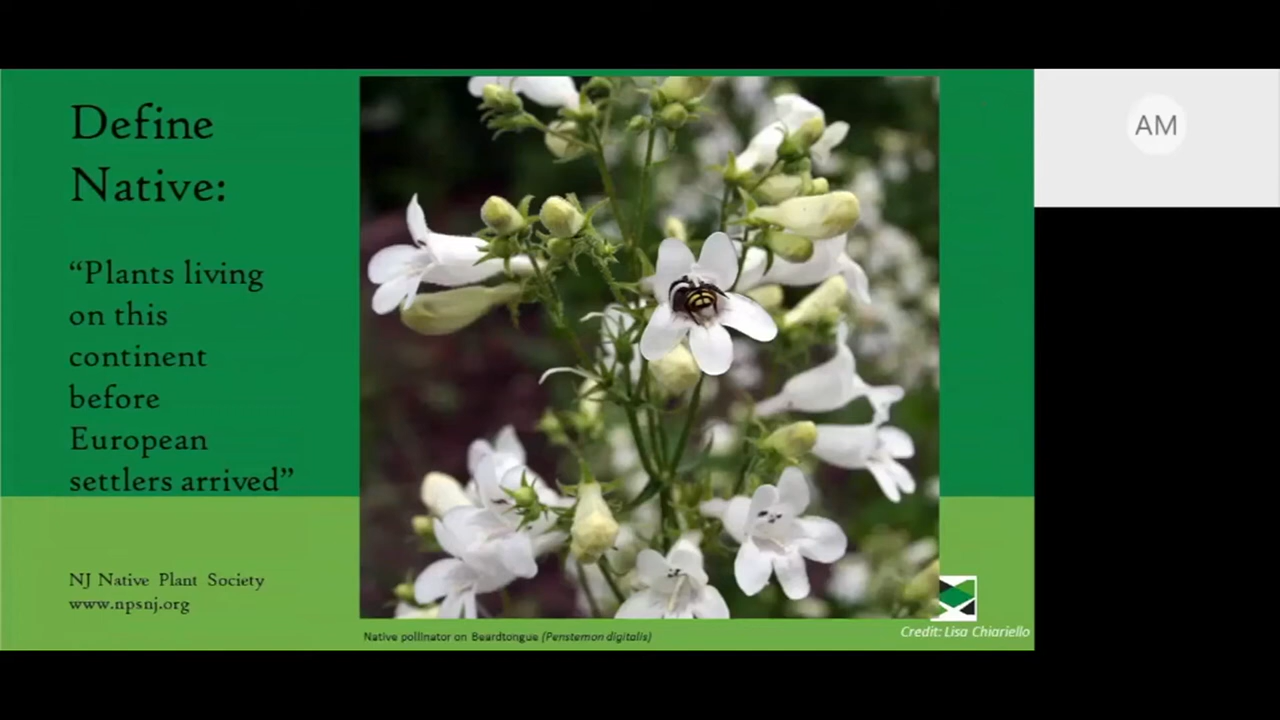 Define
Native:
“Plants living
on this
continent
before
European
settlers arrived”
NJ Native Plant Society
www.npsnj.org
Native pollinator on Beardtongue (Penstemon digitalis)
Credit: Lisa Chiariello
AM